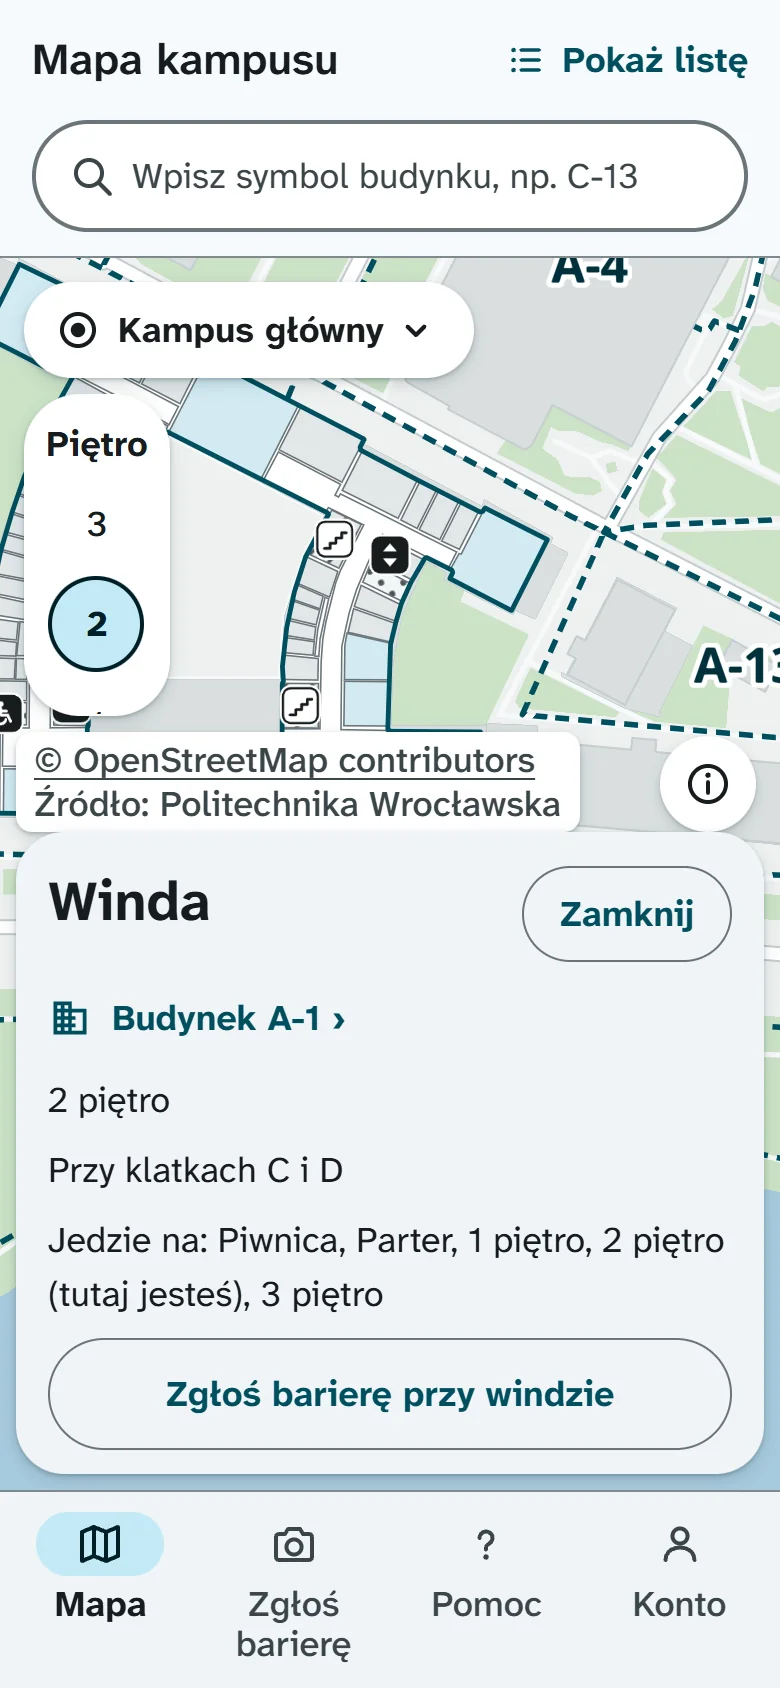 Mapa kampusu
Pokaż listę
Wpisz symbol budynku, np. C-13
A-4
Kampus główny
Piętro
3
2
A-13
© OpenStreetMap contributors
Źródło: Politechnika Wrocławska
Winda
Zamknij
Budynek A-1 ›
2 piętro
Przy klatkach C i D
Jedzie na: Piwnica, Parter, 1 piętro, 2 piętro
(tutaj jesteś), 3 piętro
Zgłoś barierę przy windzie
Mapa
Zgłoś
barierę
Pomoc
Konto